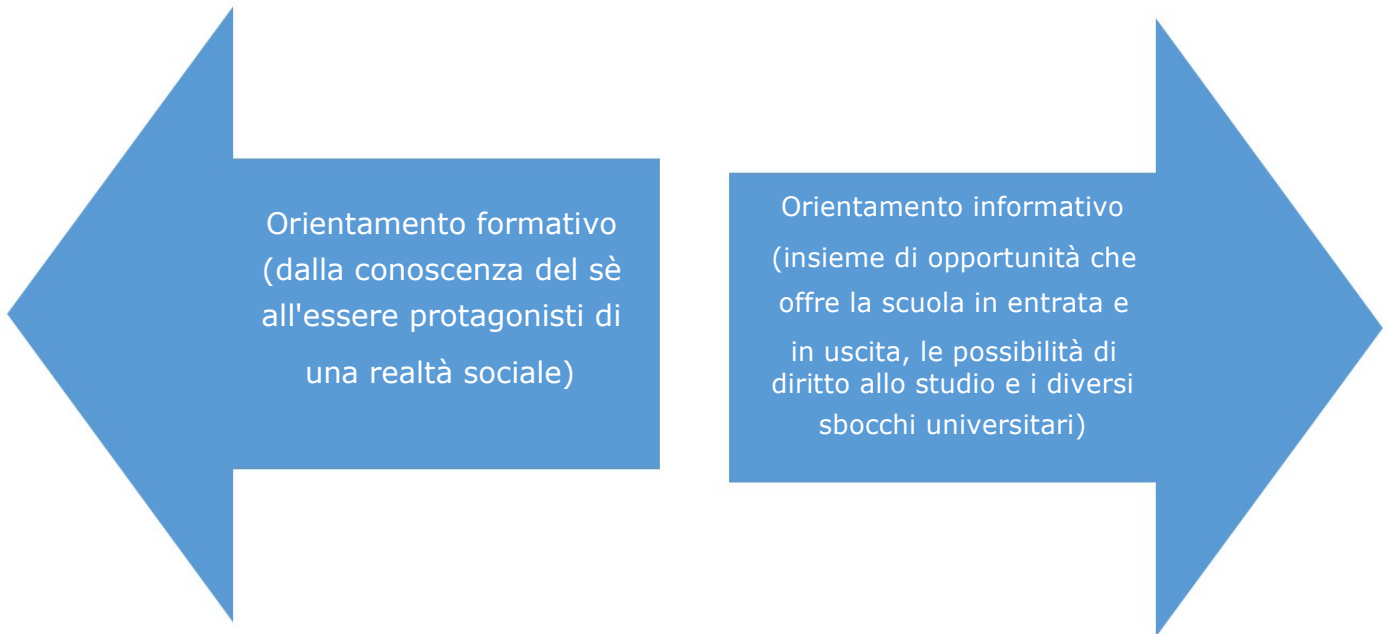 Orientamento formativo
(dalla conoscenza del sè
all'essere protagonisti di
una realtà sociale)
Orientamento informativo
(insieme di opportunità che
offre la scuola in entrata e
in uscita, le possibilità di
diritto allo studio e i diversi
sbocchi universitari)